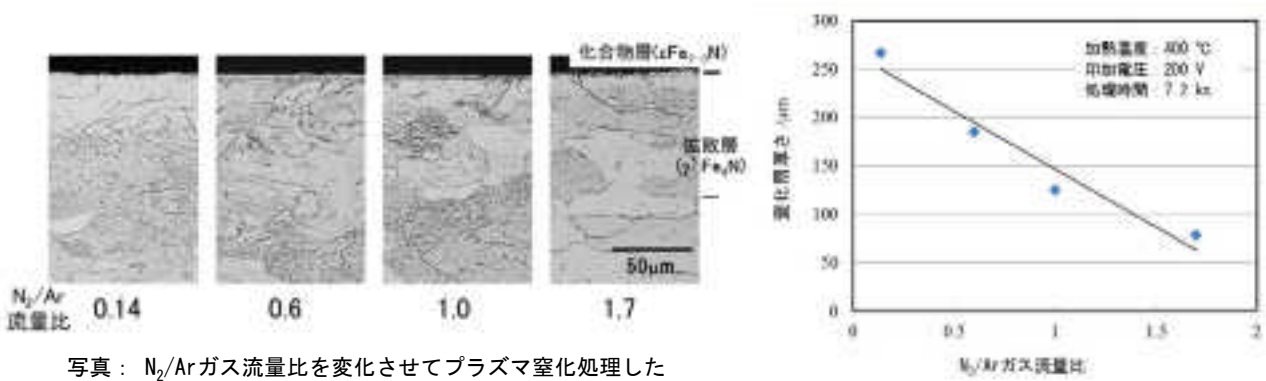 化合物層(εFe₂₋₃N)
拡散層
(γ' Fe₄N)
50μm
N₂/Ar
流量比
0.14
0.6
1.0
1.7
写真： N₂/Arガス流量比を変化させてプラズマ窒化処理した
300
250
200
150
100
50
0
窒化層厚さ /μm
加熱温度：400 ℃
印加電圧：200 V
処理時間：7.2 ks
0
0.5
1
1.5
2
N₂/Arガス流量比